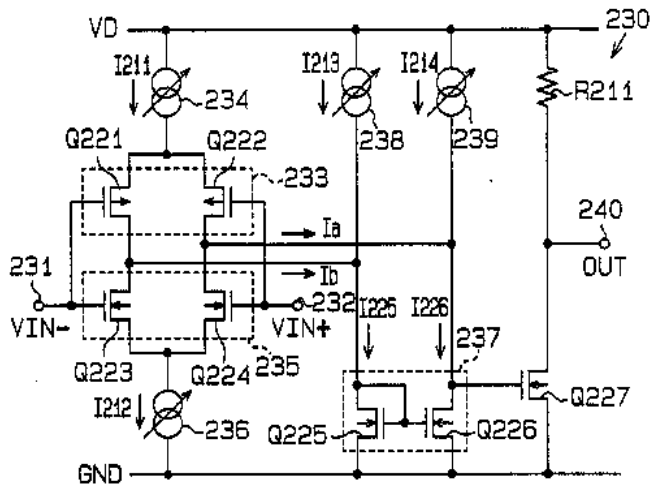 VD
230
I211
234
I213
238
I214
239
R211
Q221
Q222
233
Ia
Ib
240
OUT
231
VIN-
232
VIN+
Q223
Q224
235
I225
I226
237
I212
236
Q225
Q226
Q227
GND